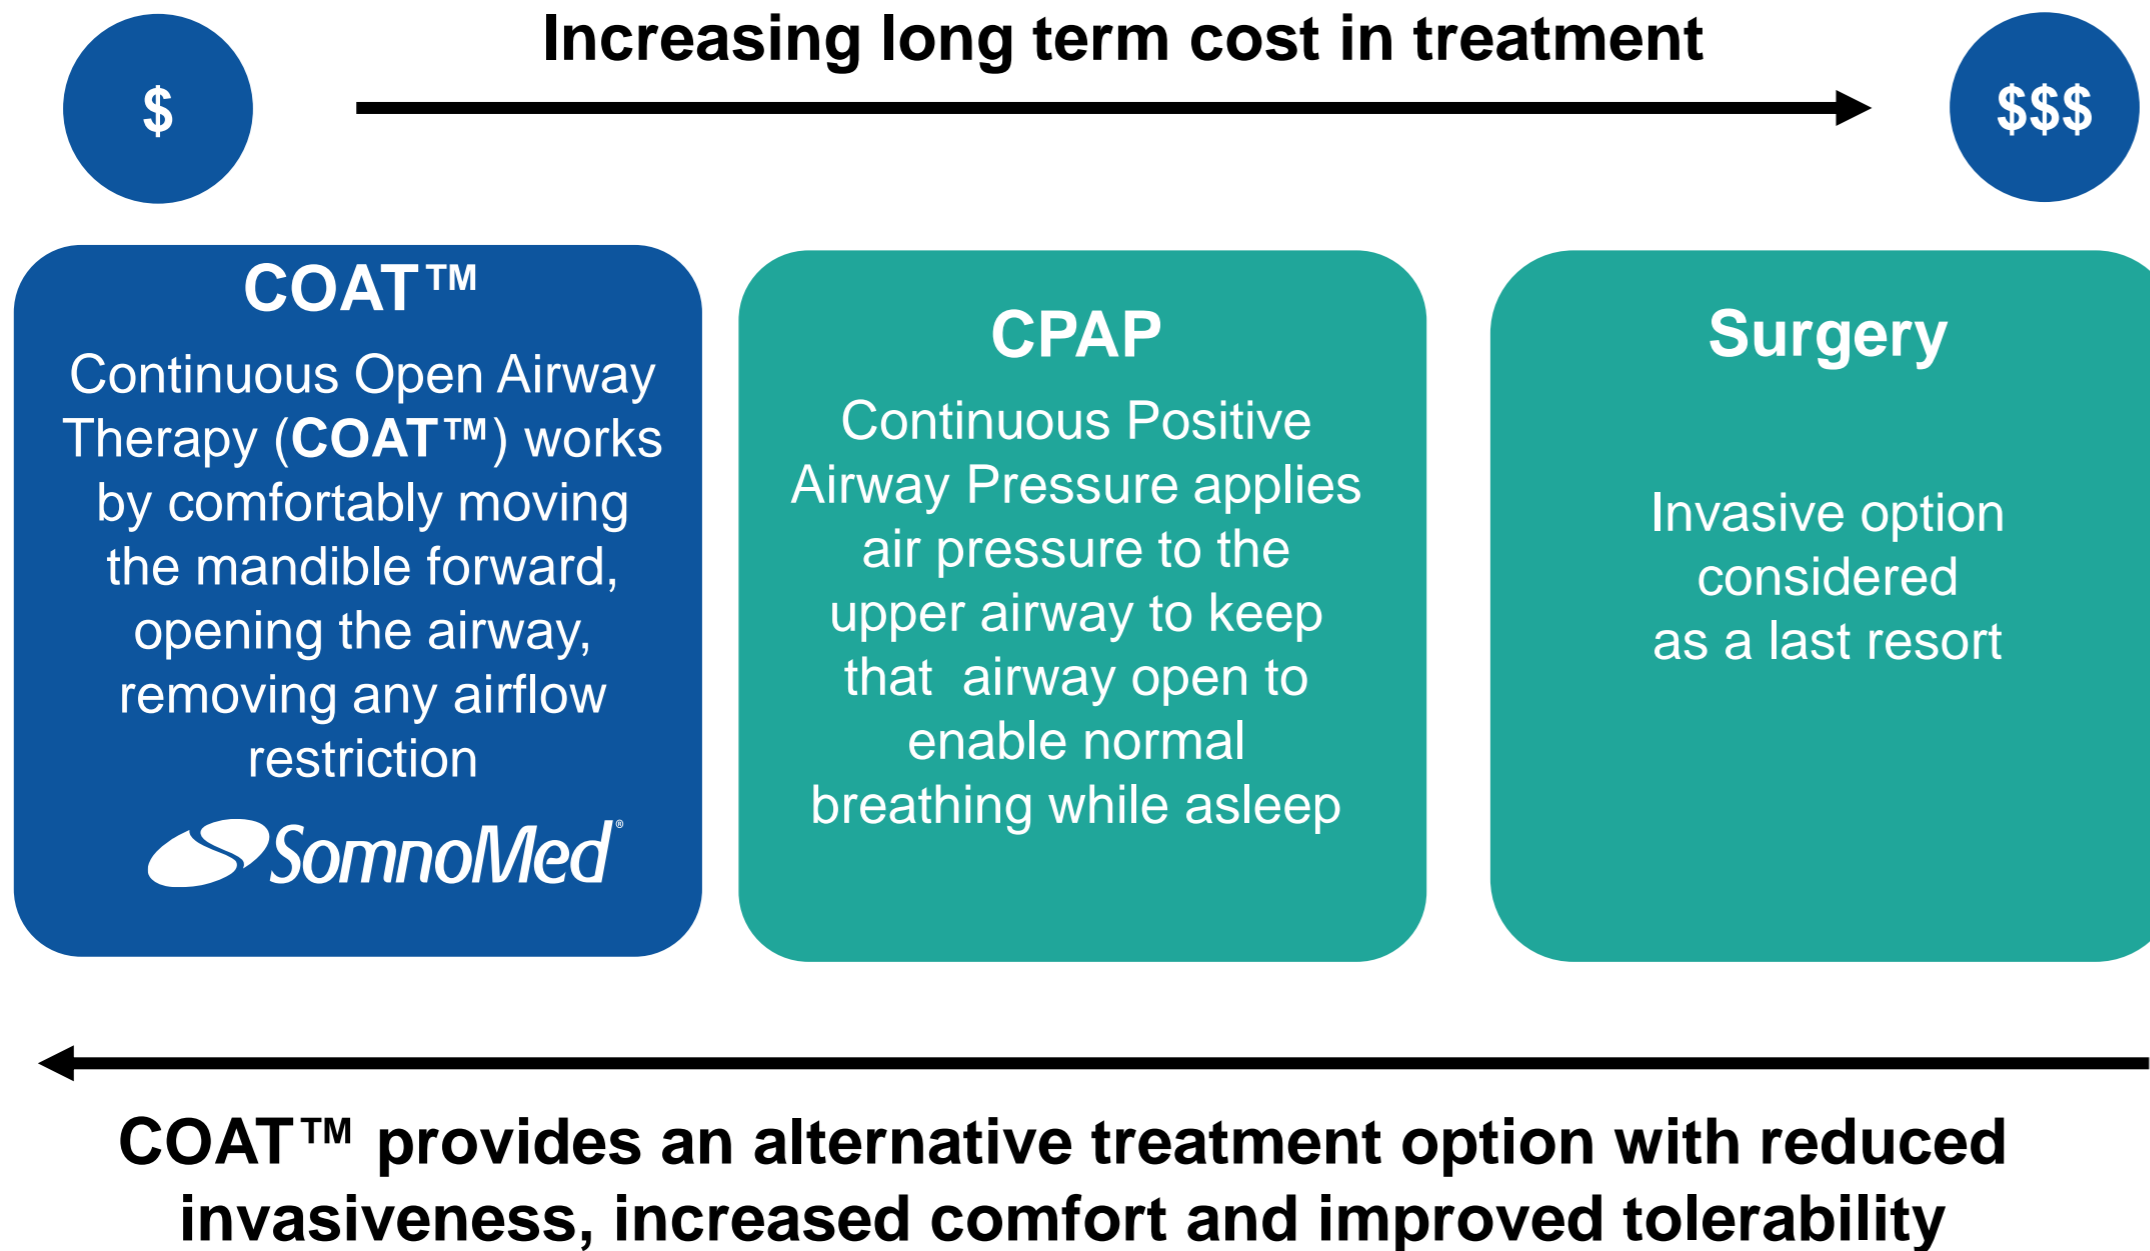 Increasing long term cost in treatment
$
$$$
COAT™
Continuous Open Airway
Therapy (COAT™) works
by comfortably moving
the mandible forward,
opening the airway,
removing any airflow
restriction
SomnoMed®
CPAP
Continuous Positive
Airway Pressure applies
air pressure to the
upper airway to keep
that  airway open to
enable normal
breathing while asleep
Surgery
Invasive option
considered
as a last resort
COAT™ provides an alternative treatment option with reduced
invasiveness, increased comfort and improved tolerability